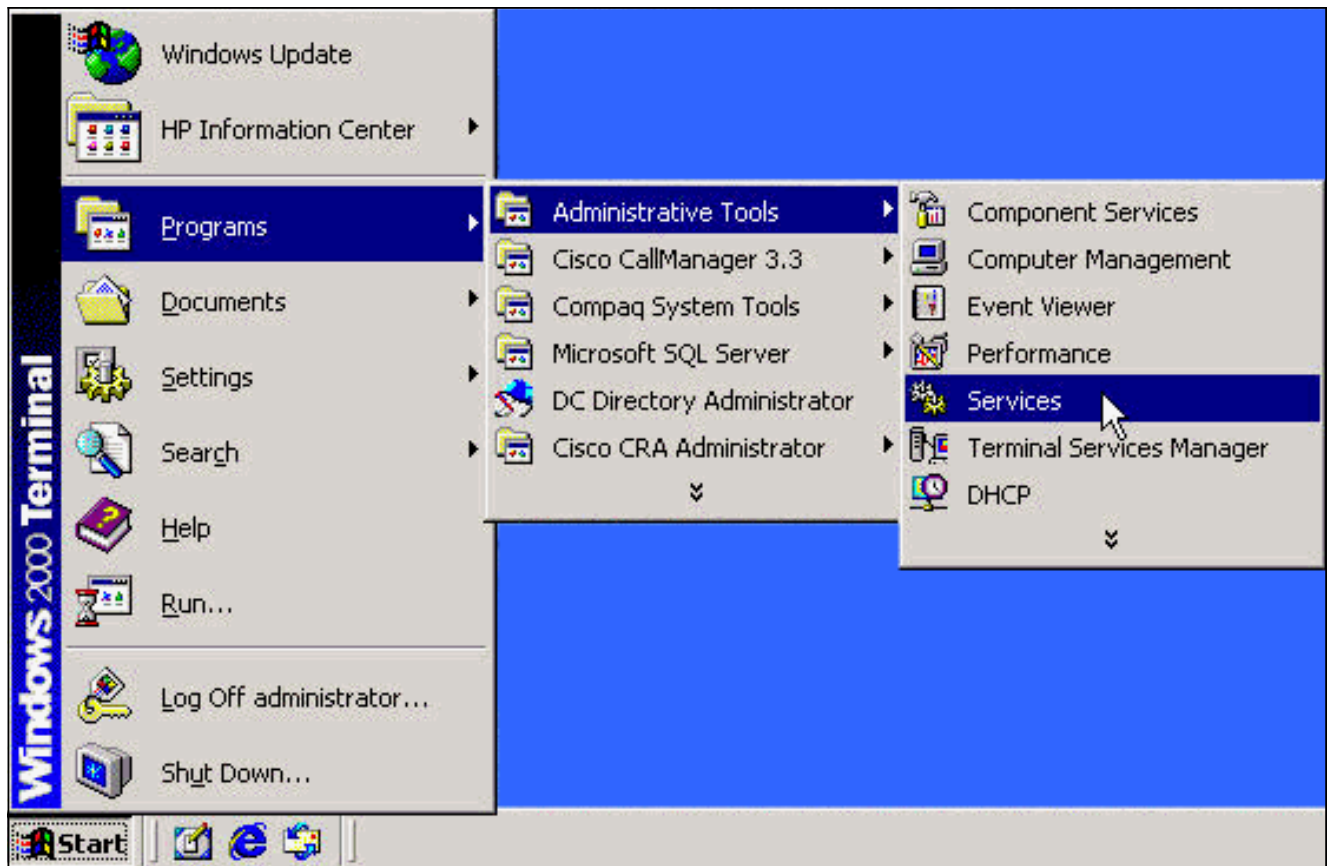 Windows Update
HP Information Center
Programs
Documents
Settings
Search
Help
Run...
Log Off administrator...
Shut Down...
Windows 2000 Terminal
Administrative Tools
Cisco CallManager 3.3
Compaq System Tools
Microsoft SQL Server
DC Directory Administrator
Cisco CRA Administrator
Component Services
Computer Management
Event Viewer
Performance
Services
Terminal Services Manager
DHCP
Start